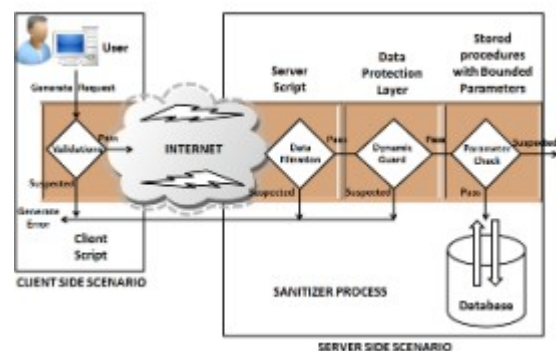 User
Generate Request
Validations
Pass
Suspected
Generate
Error
Client
Script
CLIENT SIDE SCENARIO
INTERNET
Server
Script
Data
Protection
Layer
Stored
procedures
with Bounded
Parameters
Data
Filtration
Pass
Suspected
Dynamic
Guard
Pass
Suspected
Parameter
Check
Suspected
Pass
Database
SANITIZER PROCESS
SERVER SIDE SCENARIO